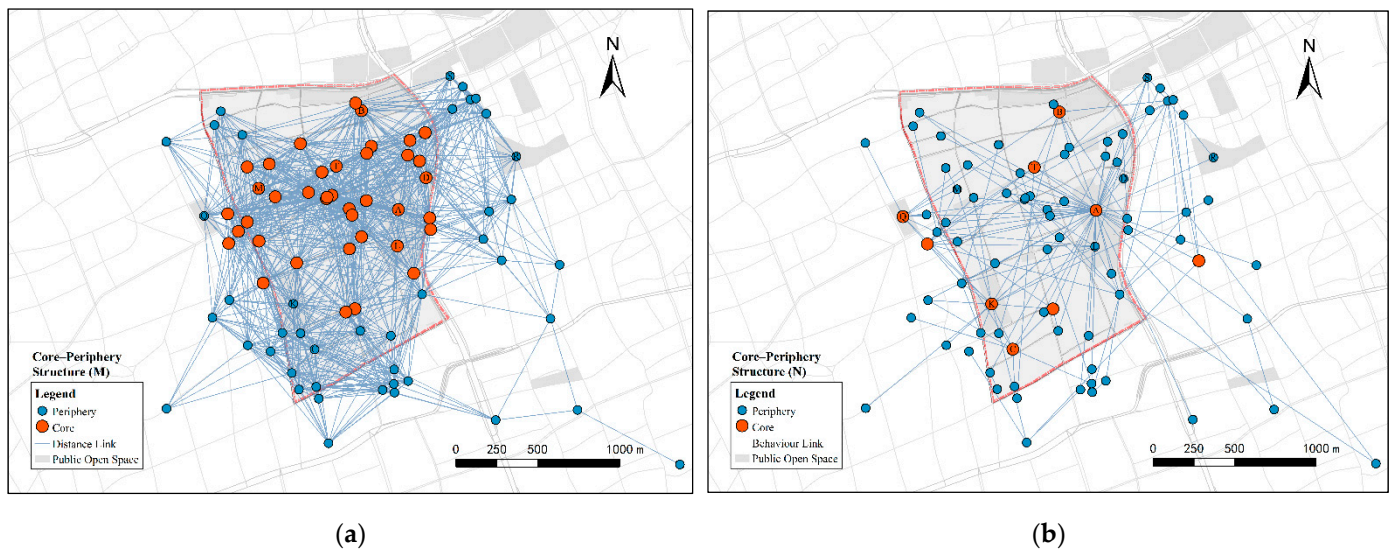 N
B
I
D
M
A
L
Core–Periphery
Structure (M)
Legend
Periphery
Core
Distance Link
Public Open Space
0 250 500 1000 m
(a)
N
B
I
M
Q
A
K
C
Core–Periphery
Structure (N)
Legend
Periphery
Core
Behaviour Link
Public Open Space
0 250 500 1000 m
(b)